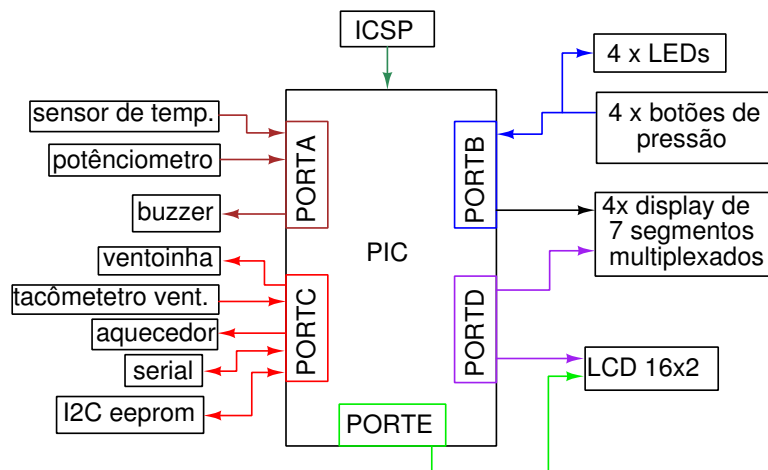 ICSP
4 x LEDs
sensor de temp.
4 x botões de
pressão
potênciometro
PORTA
PORTB
buzzer
4x display de
7 segmentos
multiplexados
PIC
ventoinha
tacômetetro vent.
PORTC
PORTD
aquecedor
serial
LCD 16x2
I2C eeprom
PORTE